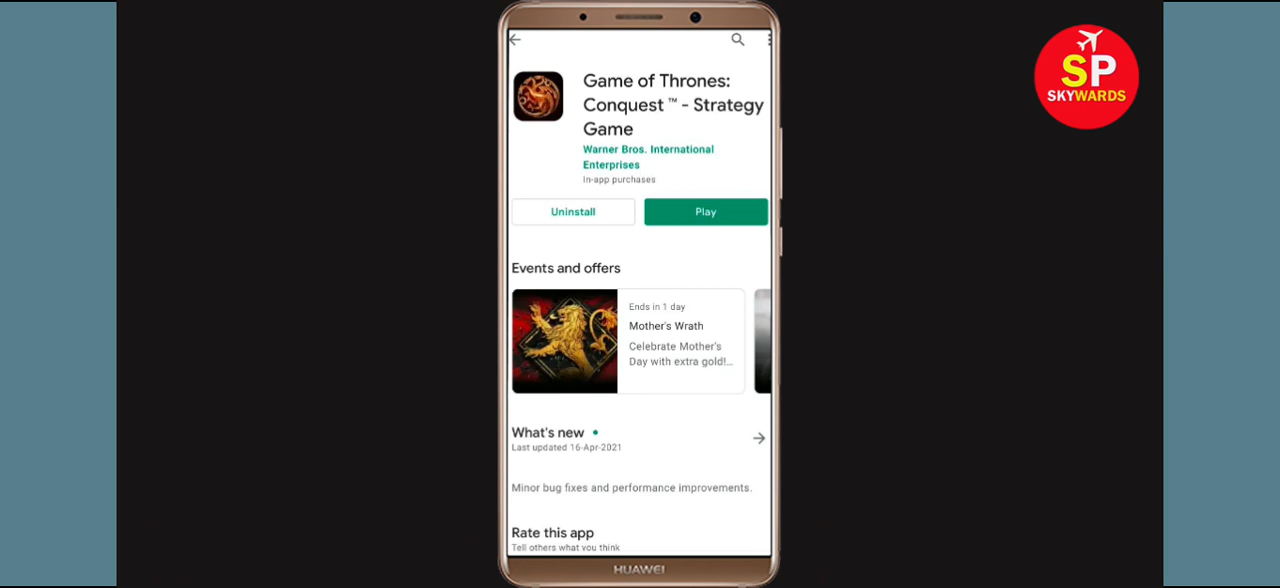 Game of Thrones:
Conquest ™ - Strategy
Game
Warner Bros. International
Enterprises
In-app purchases
Uninstall
Play
Events and offers
Ends in 1 day
Mother's Wrath
Celebrate Mother's
Day with extra gold!...
What's new
Last updated 16-Apr-2021
Minor bug fixes and performance improvements.
Rate this app
Tell others what you think
HUAWEI
SP
SKYWARDS